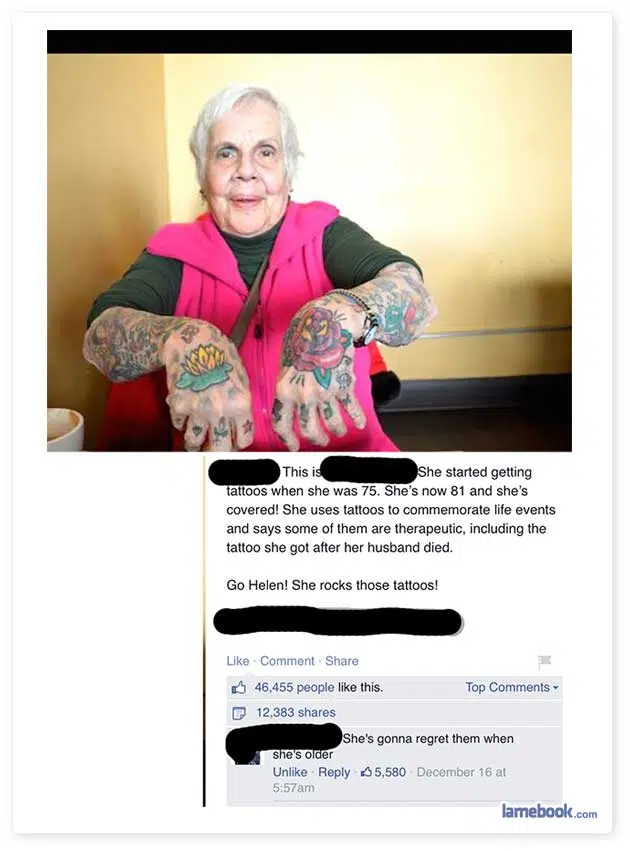 This is She started getting
tattoos when she was 75. She's now 81 and she's
covered! She uses tattoos to commemorate life events
and says some of them are therapeutic, including the
tattoo she got after her husband died.
Go Helen! She rocks those tattoos!
Like · Comment · Share
46,455 people like this. Top Comments
12,383 shares
She's gonna regret them when
she's older
Unlike · Reply · 5,580 · December 16 at
5:57am
lamebook.com